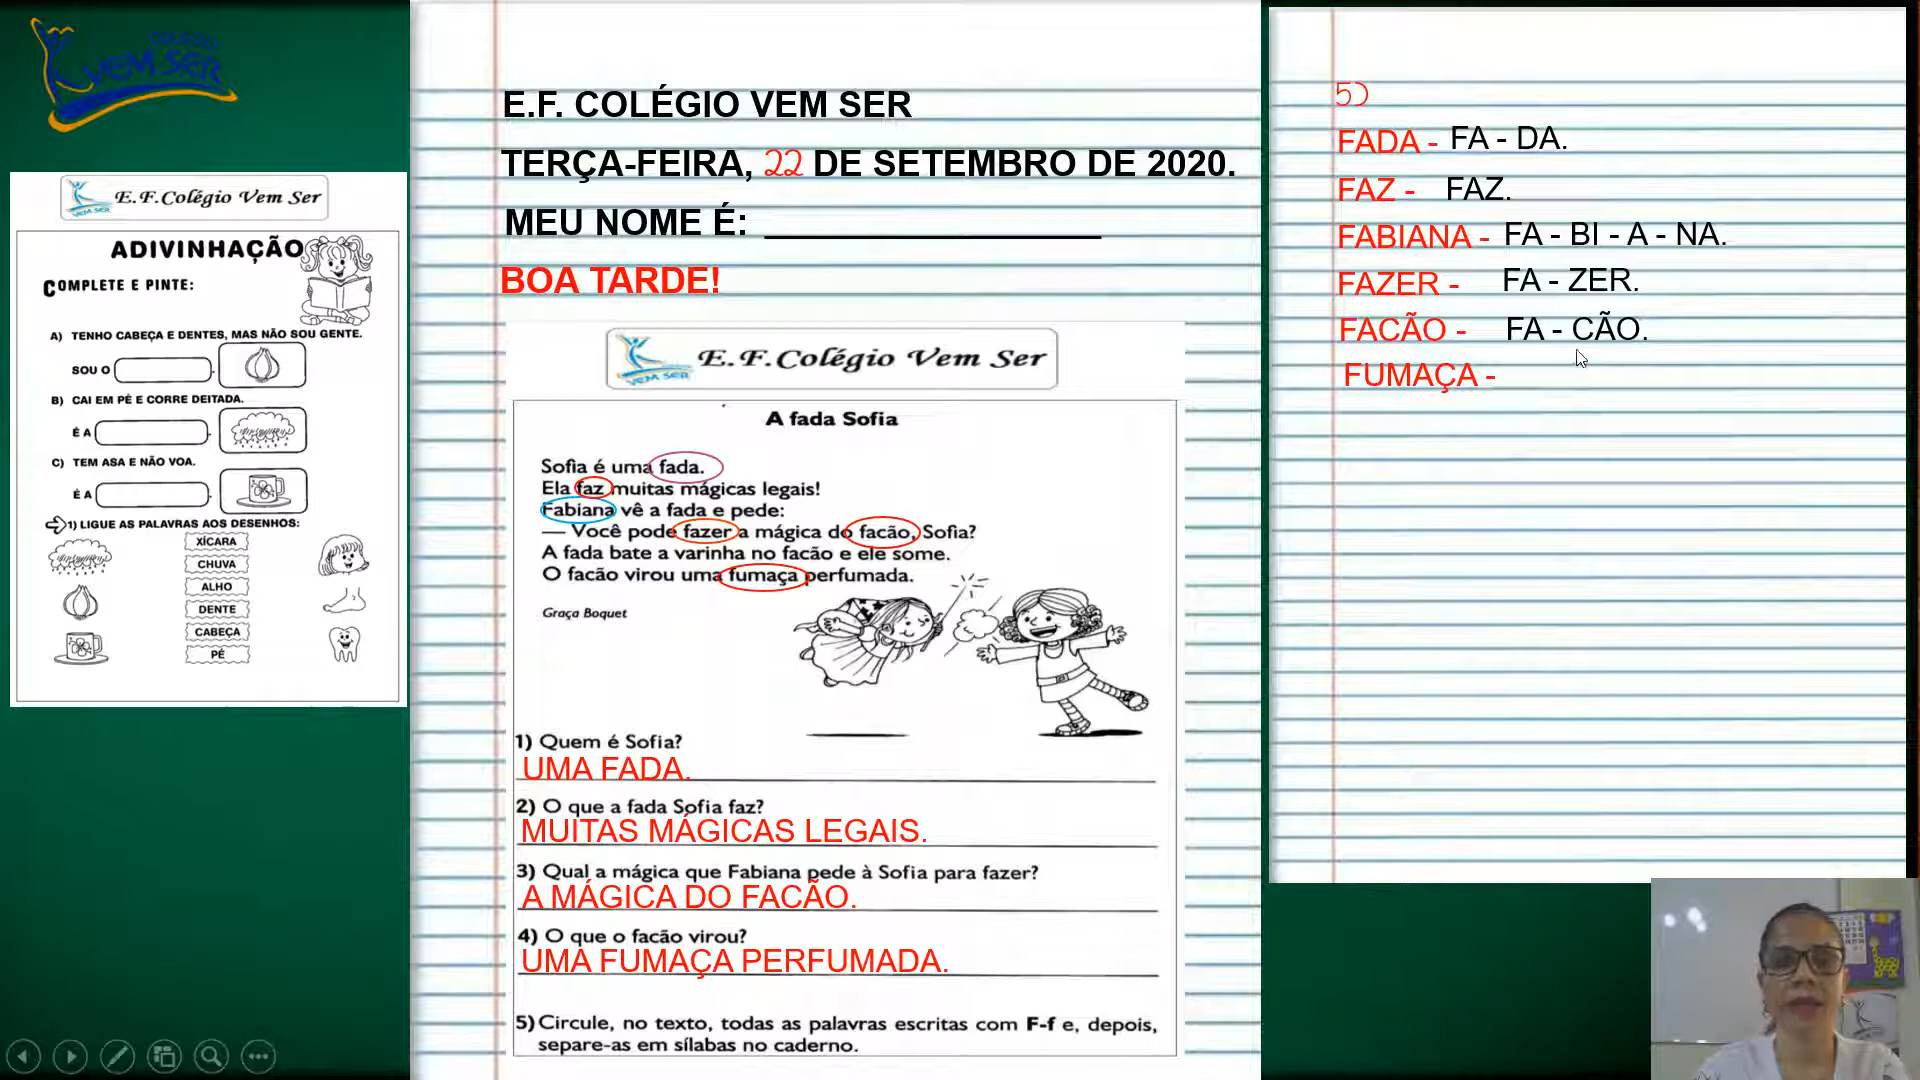 COLÉGIO
VEM SER
E.F.Colégio Vem Ser
ADIVINHAÇÃO
COMPLETE E PINTE:
A) TENHO CABEÇA E DENTES, MAS NÃO SOU GENTE.
SOU O .
B) CAI EM PÉ E CORRE DEITADA.
É A .
C) TEM ASA E NÃO VOA.
É A .
1) LIGUE AS PALAVRAS AOS DESENHOS:
XÍCARA
CHUVA
ALHO
DENTE
CABEÇA
PÉ
E.F. COLÉGIO VEM SER
TERÇA-FEIRA, 22 DE SETEMBRO DE 2020.
MEU NOME É: _________________
BOA TARDE!
VEM SER E.F.Colégio Vem Ser
A fada Sofia
Sofia é uma fada.
Ela faz muitas mágicas legais!
Fabiana vê a fada e pede:
— Você pode fazer a mágica do facão, Sofia?
A fada bate a varinha no facão e ele some.
O facão virou uma fumaça perfumada.
Graça Boquet
1) Quem é Sofia?
UMA FADA.
2) O que a fada Sofia faz?
MUITAS MÁGICAS LEGAIS.
3) Qual a mágica que Fabiana pede à Sofia para fazer?
A MÁGICA DO FACÃO.
4) O que o facão virou?
UMA FUMAÇA PERFUMADA.
5) Circule, no texto, todas as palavras escritas com F-f e, depois,
separe-as em sílabas no caderno.
5)
FADA - FA - DA.
FAZ - FAZ.
FABIANA - FA - BI - A - NA.
FAZER - FA - ZER.
FACÃO - FA - CÃO.
FUMAÇA -